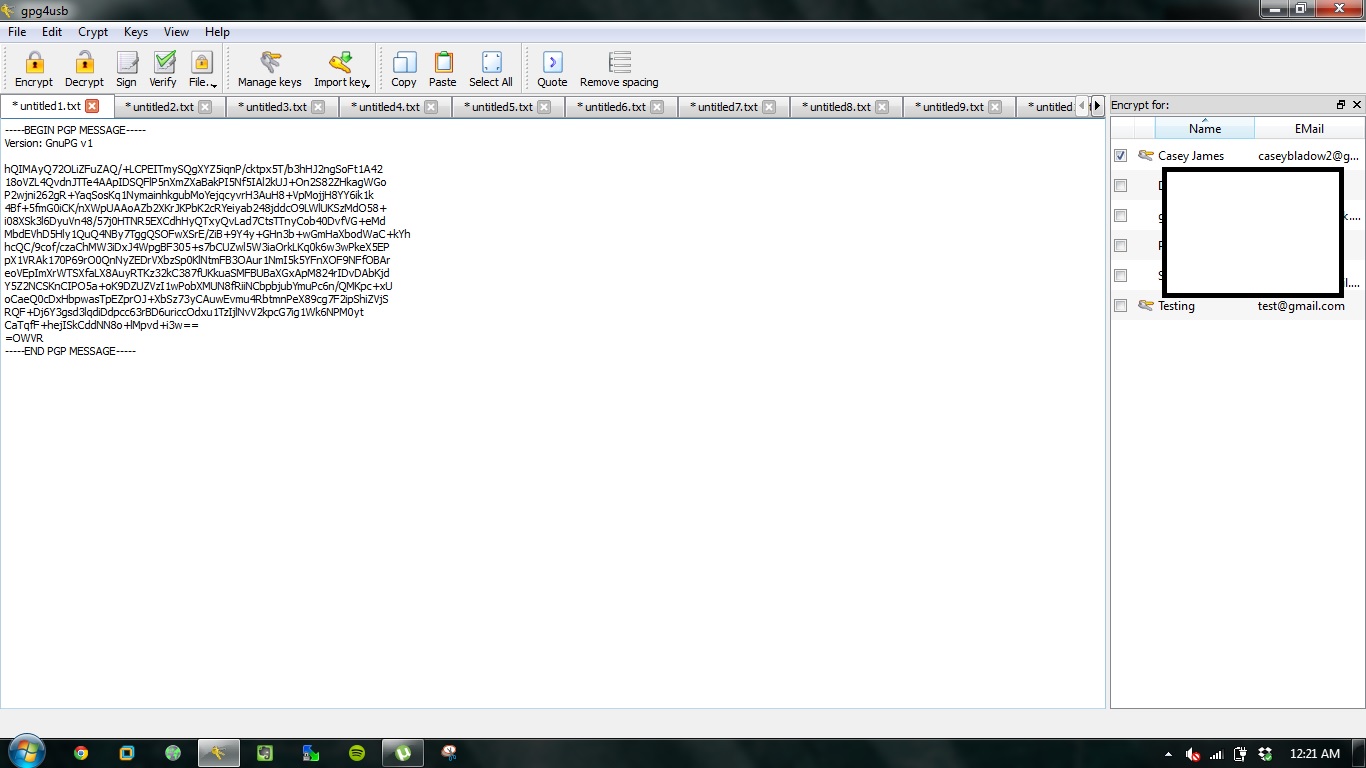 gpg4usb
File Edit Crypt Keys View Help
Encrypt Decrypt Sign Verify File.. Manage keys Import key Copy Paste Select All Quote Remove spacing
* untitled1.txt * untitled2.txt * untitled3.txt * untitled4.txt * untitled5.txt * untitled6.txt * untitled7.txt * untitled8.txt * untitled9.txt * untitled
Encrypt for:
Name EMail
Casey James caseybladow2@g...
Testing test@gmail.com
-----BEGIN PGP MESSAGE-----
Version: GnuPG v1
hQIMAyQ72OLiZFuZAQ/+LCPEITmySQgXYZ5iqnP/cktpx5T/b3hHJ2ngSoFt1A42
18oVZL4QvdnJTTe4AApIDSQFlP5nXmZXaBakPI5Nf5IAl2kUJ+On2S82ZHkagWGo
P2wjni262gR+YaqSosKq1NymainhkgubMoYejqcyvrH3AuH8+VpMojjH8YY6ik1k
4Bf+5fmG0iCK/nXWpUAAoAZb2XKrJKPbK2cRYeiyab248jddcO9LWlUKSzMdO58+
i08XSk3l6DyuVn48/57j0HTNR5EXCdhHyQTxyQvLad7CtsTTnyCob40DvfVG+eMd
MbdEVhD5Hly1QuQ4NBy7TggQSOFwXSrE/ZiB+9Y4y+GHn3b+wGmHaXbodWaC+kYh
hcQC/9cof/czaChMW3iDxJ4WpgBF305+s7bCUZwl5W3iaOrkLKq0k6w3wPkeX5EP
pX1VRAk170P69rO0QnNyZEDrVXbzSp0KlNtmFB3OAur1NmI5k5YFnXOF9NFfOBAr
eoVEpImXrWTSXfaLX8AuyRTKz32kC387fUKkuaSMFBUBaXGxApM824rIDvDAbKjd
Y5Z2NCSKnCIPO5a+oK9DZUZVzI1wPobXMUN8fRiiNCbpbjubYmuPc6n/QMKpc+xU
oCaeQ0cDxHbpwasTpEZprOJ+XbSz73yCAuwEvmu4RbtmnPeX89cg7F2ipShiZVjS
RQF+Dj6Y3gsd3lqdiDdpcc63rBD6uriccOdxu1TzIjlNvV2kpcG7ig1Wk6NPM0yt
CaTqfF+hejISkCddNN8o+lMpvd+i3w==
=OWVR
-----END PGP MESSAGE-----
12:21 AM